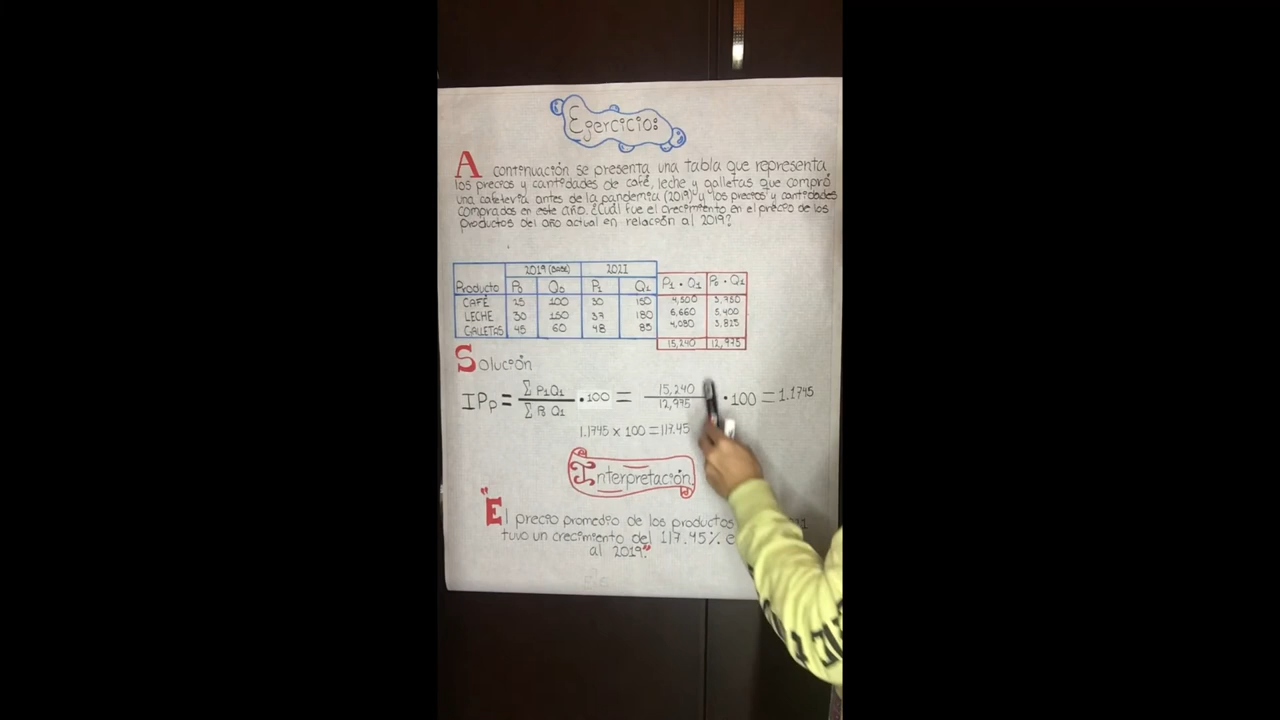 Ejercicio:
A continuación se presenta una tabla que representa
los precios y cantidades de café, leche y galletas que compró
una cafetería antes de la pandemia (2019) y los precios y cantidades
compradas en este año. ¿Cuál fue el crecimiento en el precio de los
productos del año actual en relación al 2019?
2019 (BASE) 2021
Producto P0 Q0 P1 Q1 P1 · Q1 P0 · Q1
CAFÉ 25 100 30 150 4,500 3,750
LECHE 30 150 37 180 6,660 5,400
GALLETAS 45 60 48 85 4,080 3,825
15,240 12,975
Solución
IPp = Σ P1Q1 / Σ P0 Q1 · 100 = 15,240 / 12,975 · 100 = 1.1745
1.1745 x 100 = 117.45
Interpretación
"El precio promedio de los productos
tuvo un crecimiento del 117.45%
al 2019"